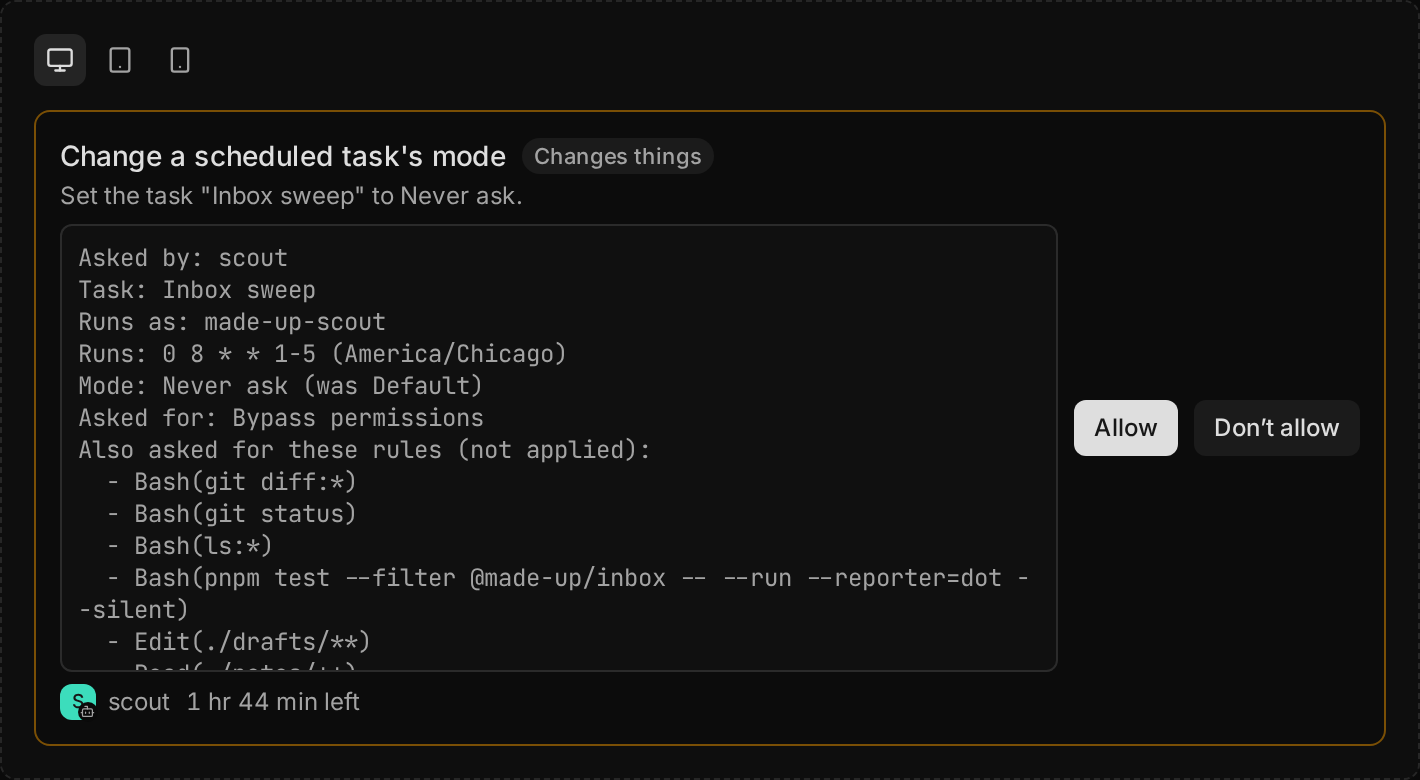 Change a scheduled task's mode Changes things
Set the task "Inbox sweep" to Never ask.
Asked by: scout
Task: Inbox sweep
Runs as: made-up-scout
Runs: 0 8 * * 1-5 (America/Chicago)
Mode: Never ask (was Default)
Asked for: Bypass permissions
Also asked for these rules (not applied):
- Bash(git diff:*)
- Bash(git status)
- Bash(ls:*)
- Bash(pnpm test --filter @made-up/inbox -- --run --reporter=dot -
-silent)
- Edit(./drafts/**)
Allow Don’t allow
S scout 1 hr 44 min left